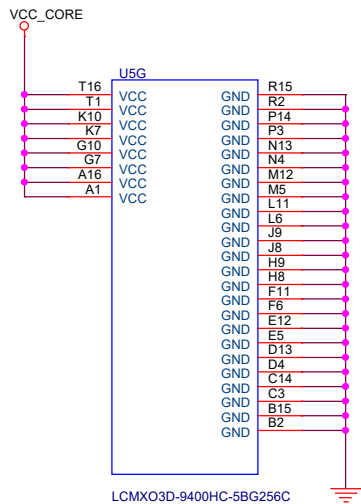 VCC_CORE
U5G
T16 VCC GND R15
T1 VCC GND R2
K10 VCC GND P14
K7 VCC GND P3
G10 VCC GND N13
G7 VCC GND N4
A16 VCC GND M12
A1 VCC GND M5
GND L11
GND L6
GND J9
GND J8
GND H9
GND H8
GND F11
GND F6
GND E12
GND E5
GND D13
GND D4
GND C14
GND C3
GND B15
GND B2
LCMXO3D-9400HC-5BG256C